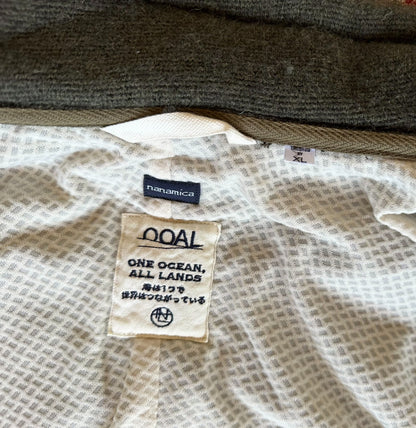 XL
nanamica
OOAL
ONE OCEAN,
ALL LANDS
海は1つで
世界はつながっている